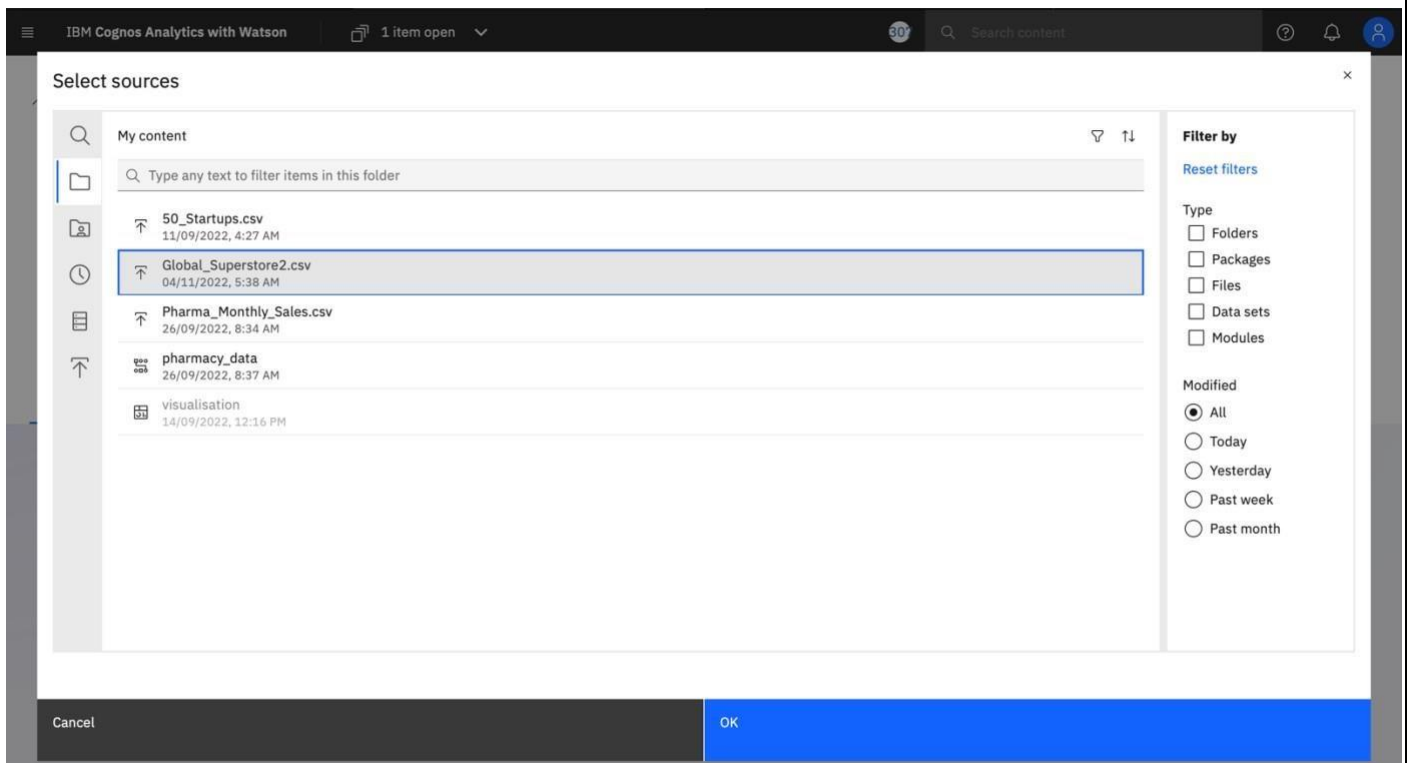 IBM Cognos Analytics with Watson
1 item open
30
Search content
Select sources
My content
Type any text to filter items in this folder
50_Startups.csv
11/09/2022, 4:27 AM
Global_Superstore2.csv
04/11/2022, 5:38 AM
Pharma_Monthly_Sales.csv
26/09/2022, 8:34 AM
pharmacy_data
26/09/2022, 8:37 AM
visualisation
14/09/2022, 12:16 PM
Filter by
Reset filters
Type
Folders
Packages
Files
Data sets
Modules
Modified
All
Today
Yesterday
Past week
Past month
Cancel
OK